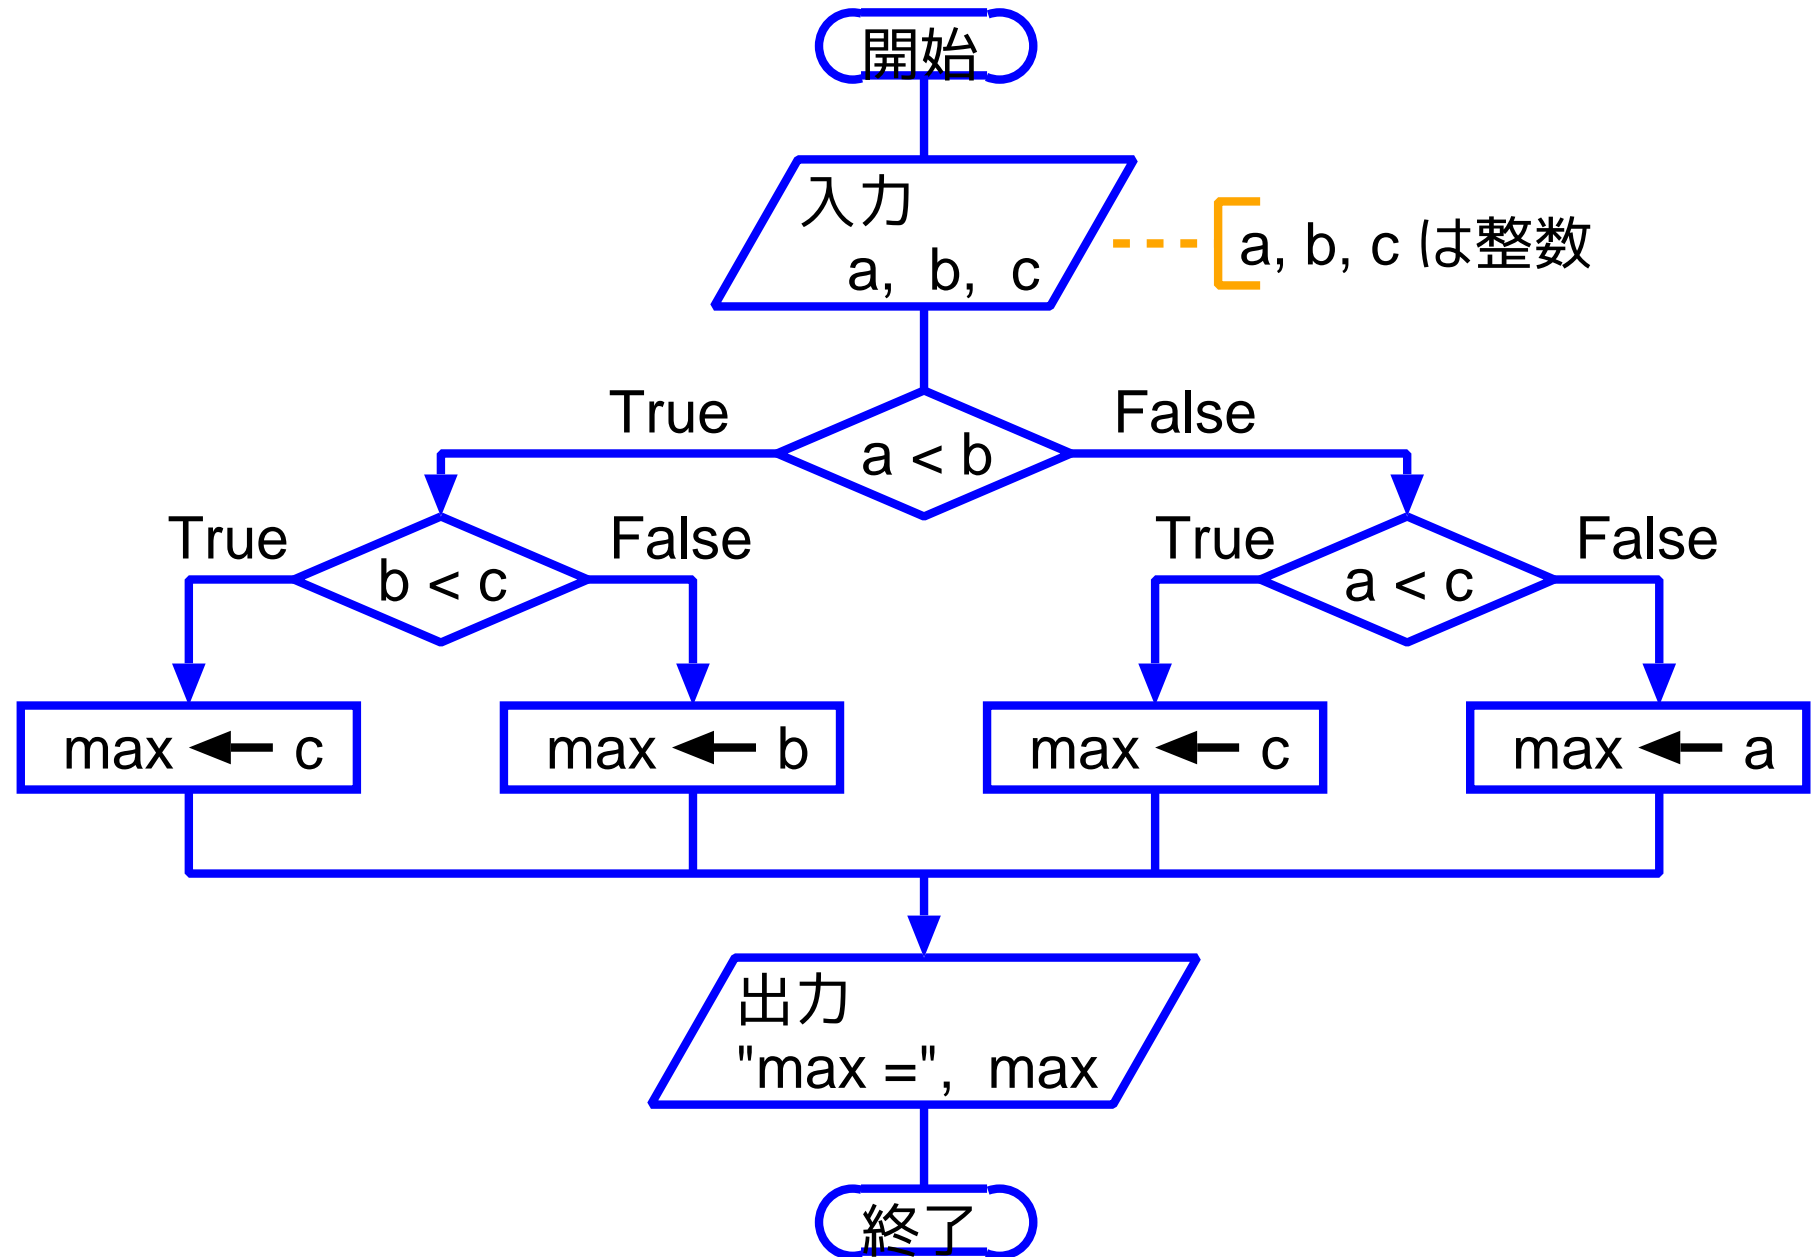 開始
入力
a, b, c
a, b, c は整数
True
a < b
False
True
b < c
False
True
a < c
False
max ← c
max ← b
max ← c
max ← a
出力
"max =", max
終了